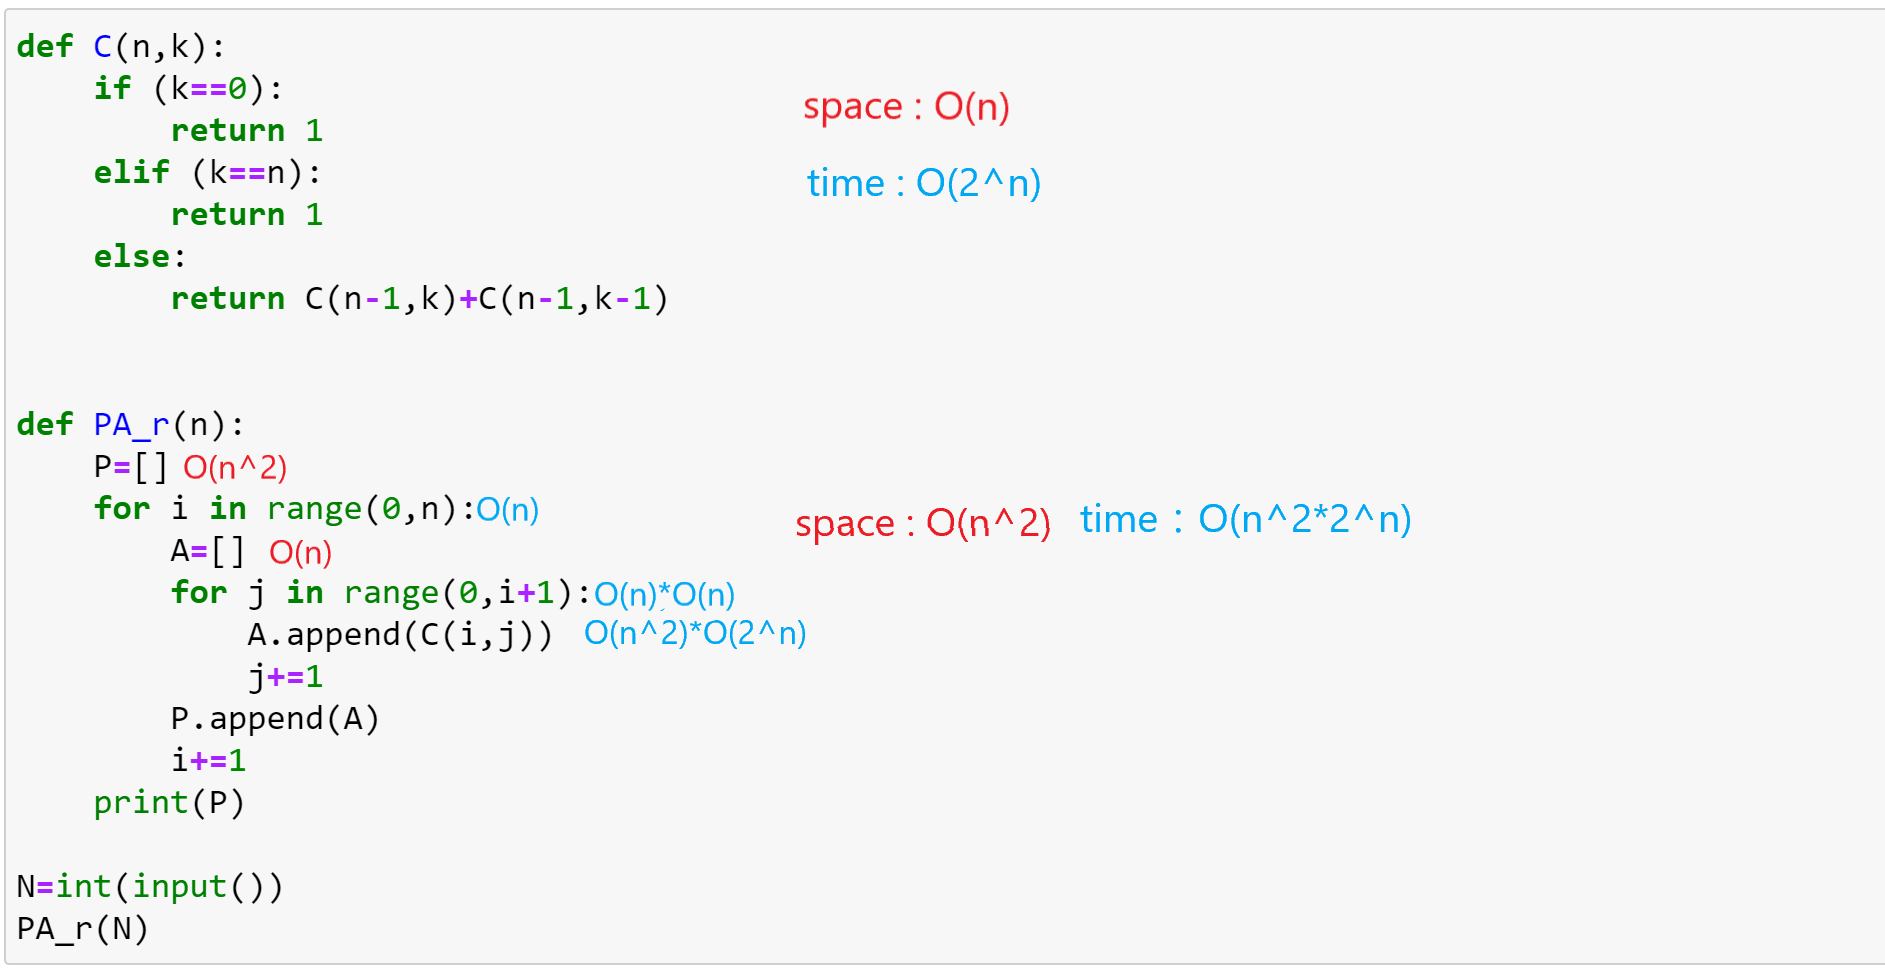 def C(n,k):
    if (k==0):
        return 1
    elif (k==n):
        return 1
    else:
        return C(n-1,k)+C(n-1,k-1)
space : O(n)
time : O(2^n)
def PA_r(n):
    P=[] O(n^2)
    for i in range(0,n):O(n)
        A=[] O(n)
        for j in range(0,i+1):O(n)*O(n)
            A.append(C(i,j)) O(n^2)*O(2^n)
            j+=1
        P.append(A)
        i+=1
    print(P)
space : O(n^2) time : O(n^2*2^n)
N=int(input())
PA_r(N)